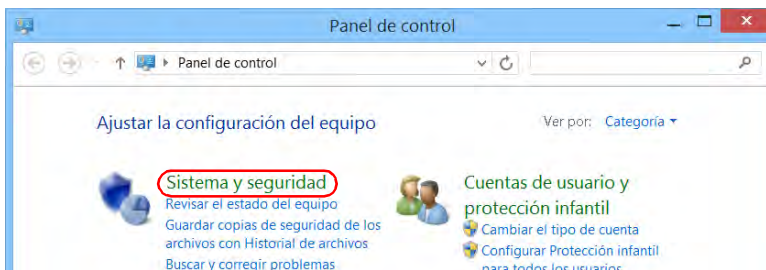 Panel de control
Panel de control
Ajustar la configuración del equipo
Ver por: Categoría
Sistema y seguridad
Revisar el estado del equipo
Guardar copias de seguridad de los
archivos con Historial de archivos
Buscar y corregir problemas
Cuentas de usuario y
protección infantil
Cambiar el tipo de cuenta
Configurar Protección infantil
para todos los usuarios